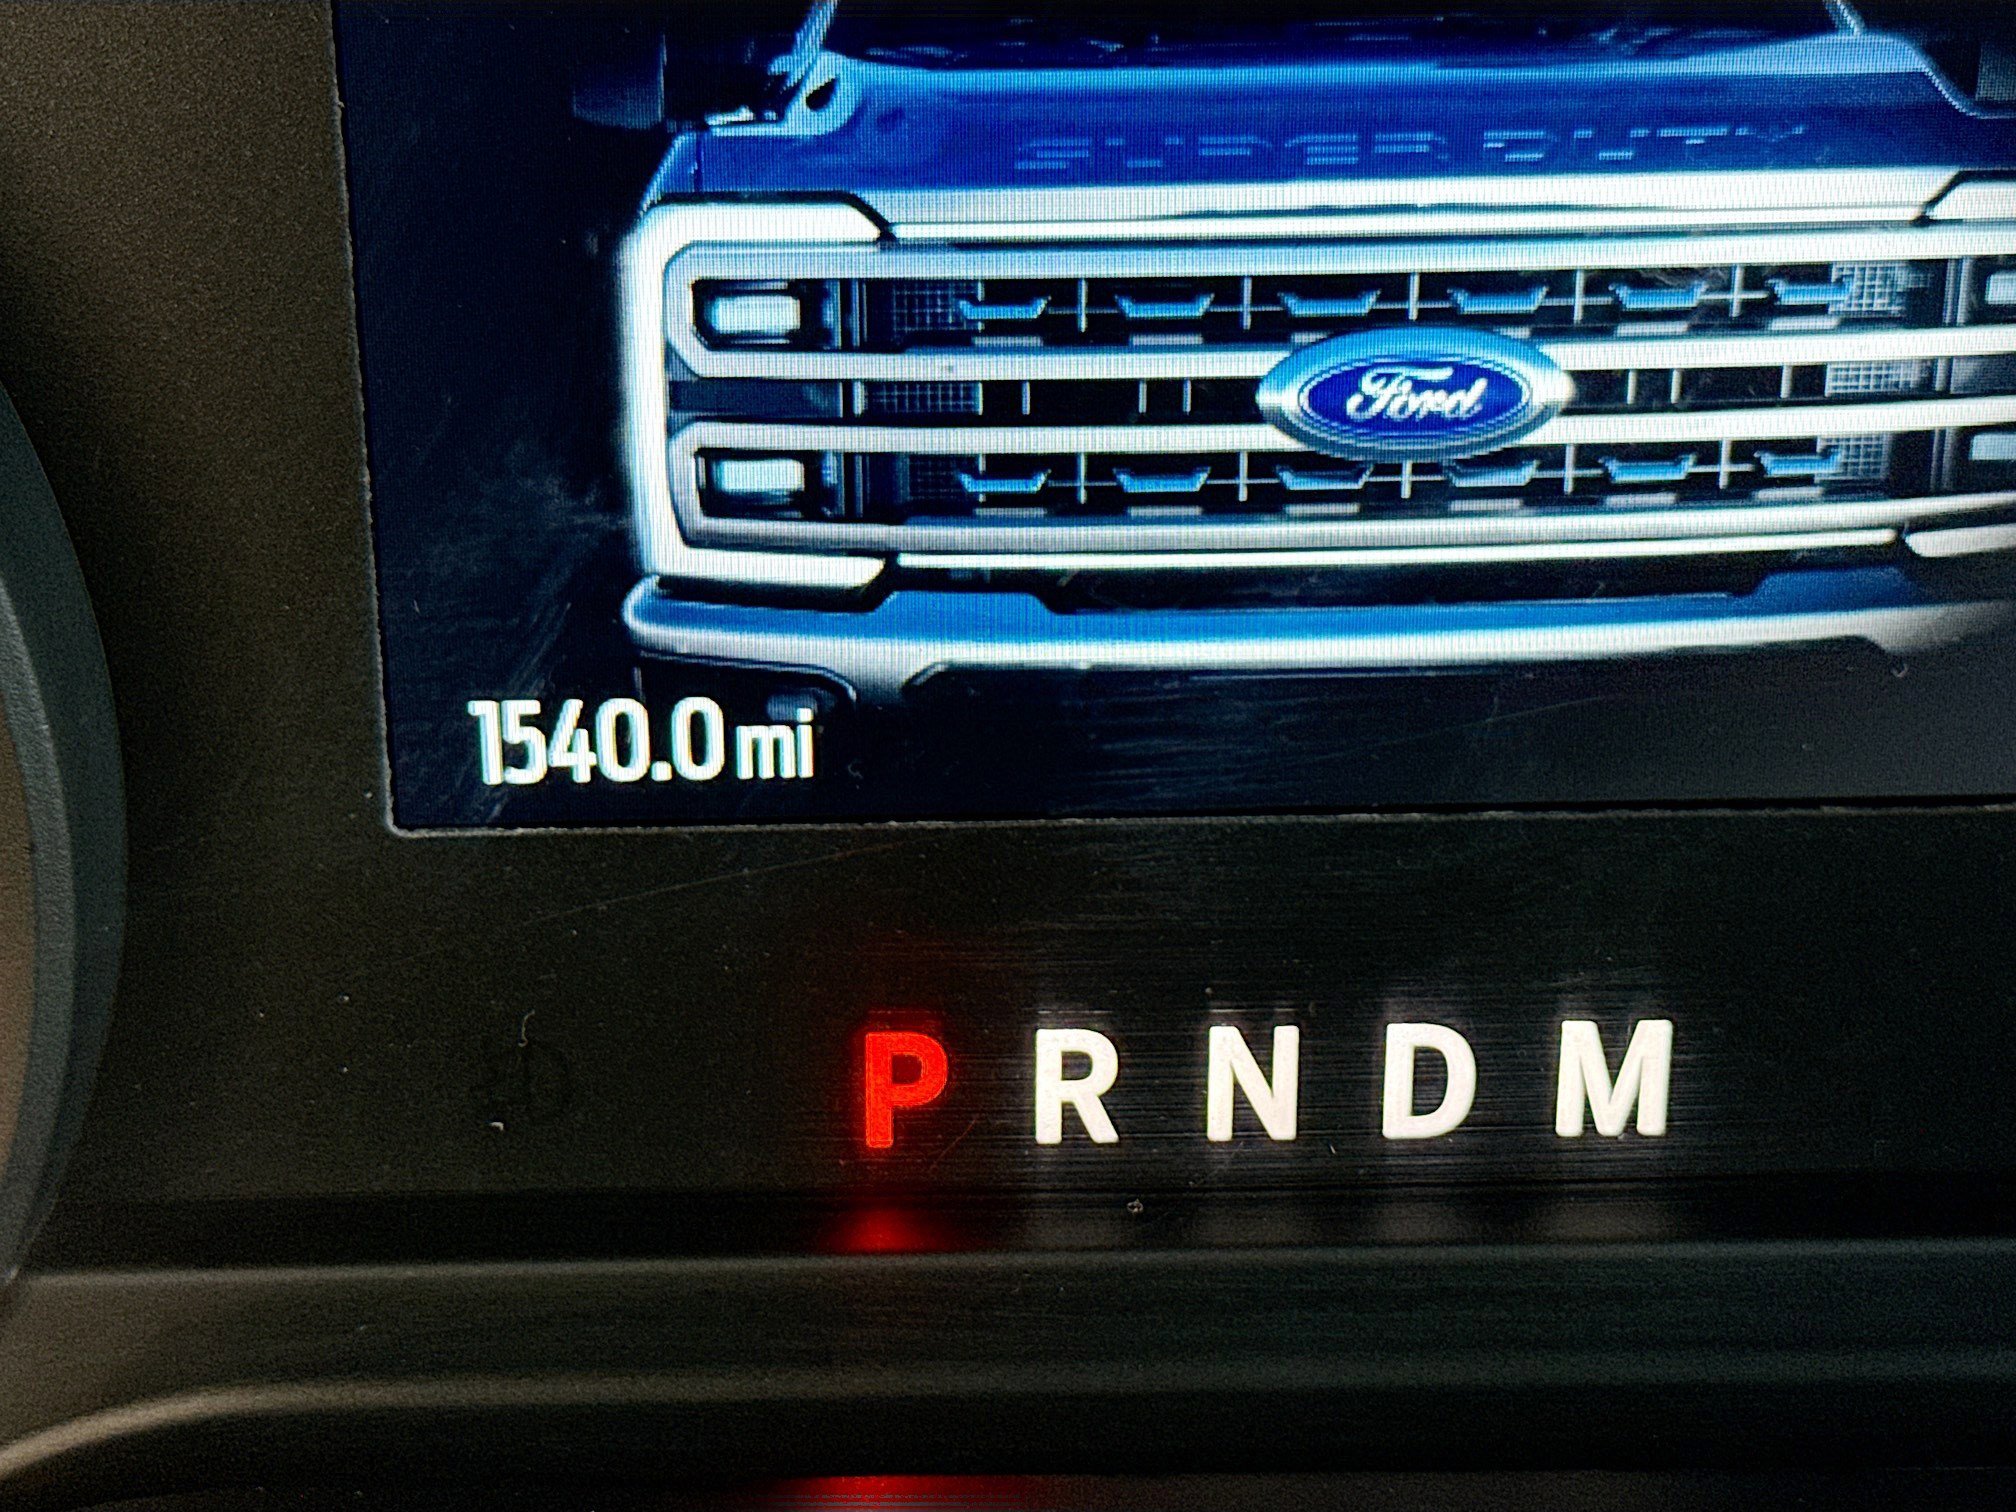 SUPER DUTY
Ford
1540.0 mi
P R N D M